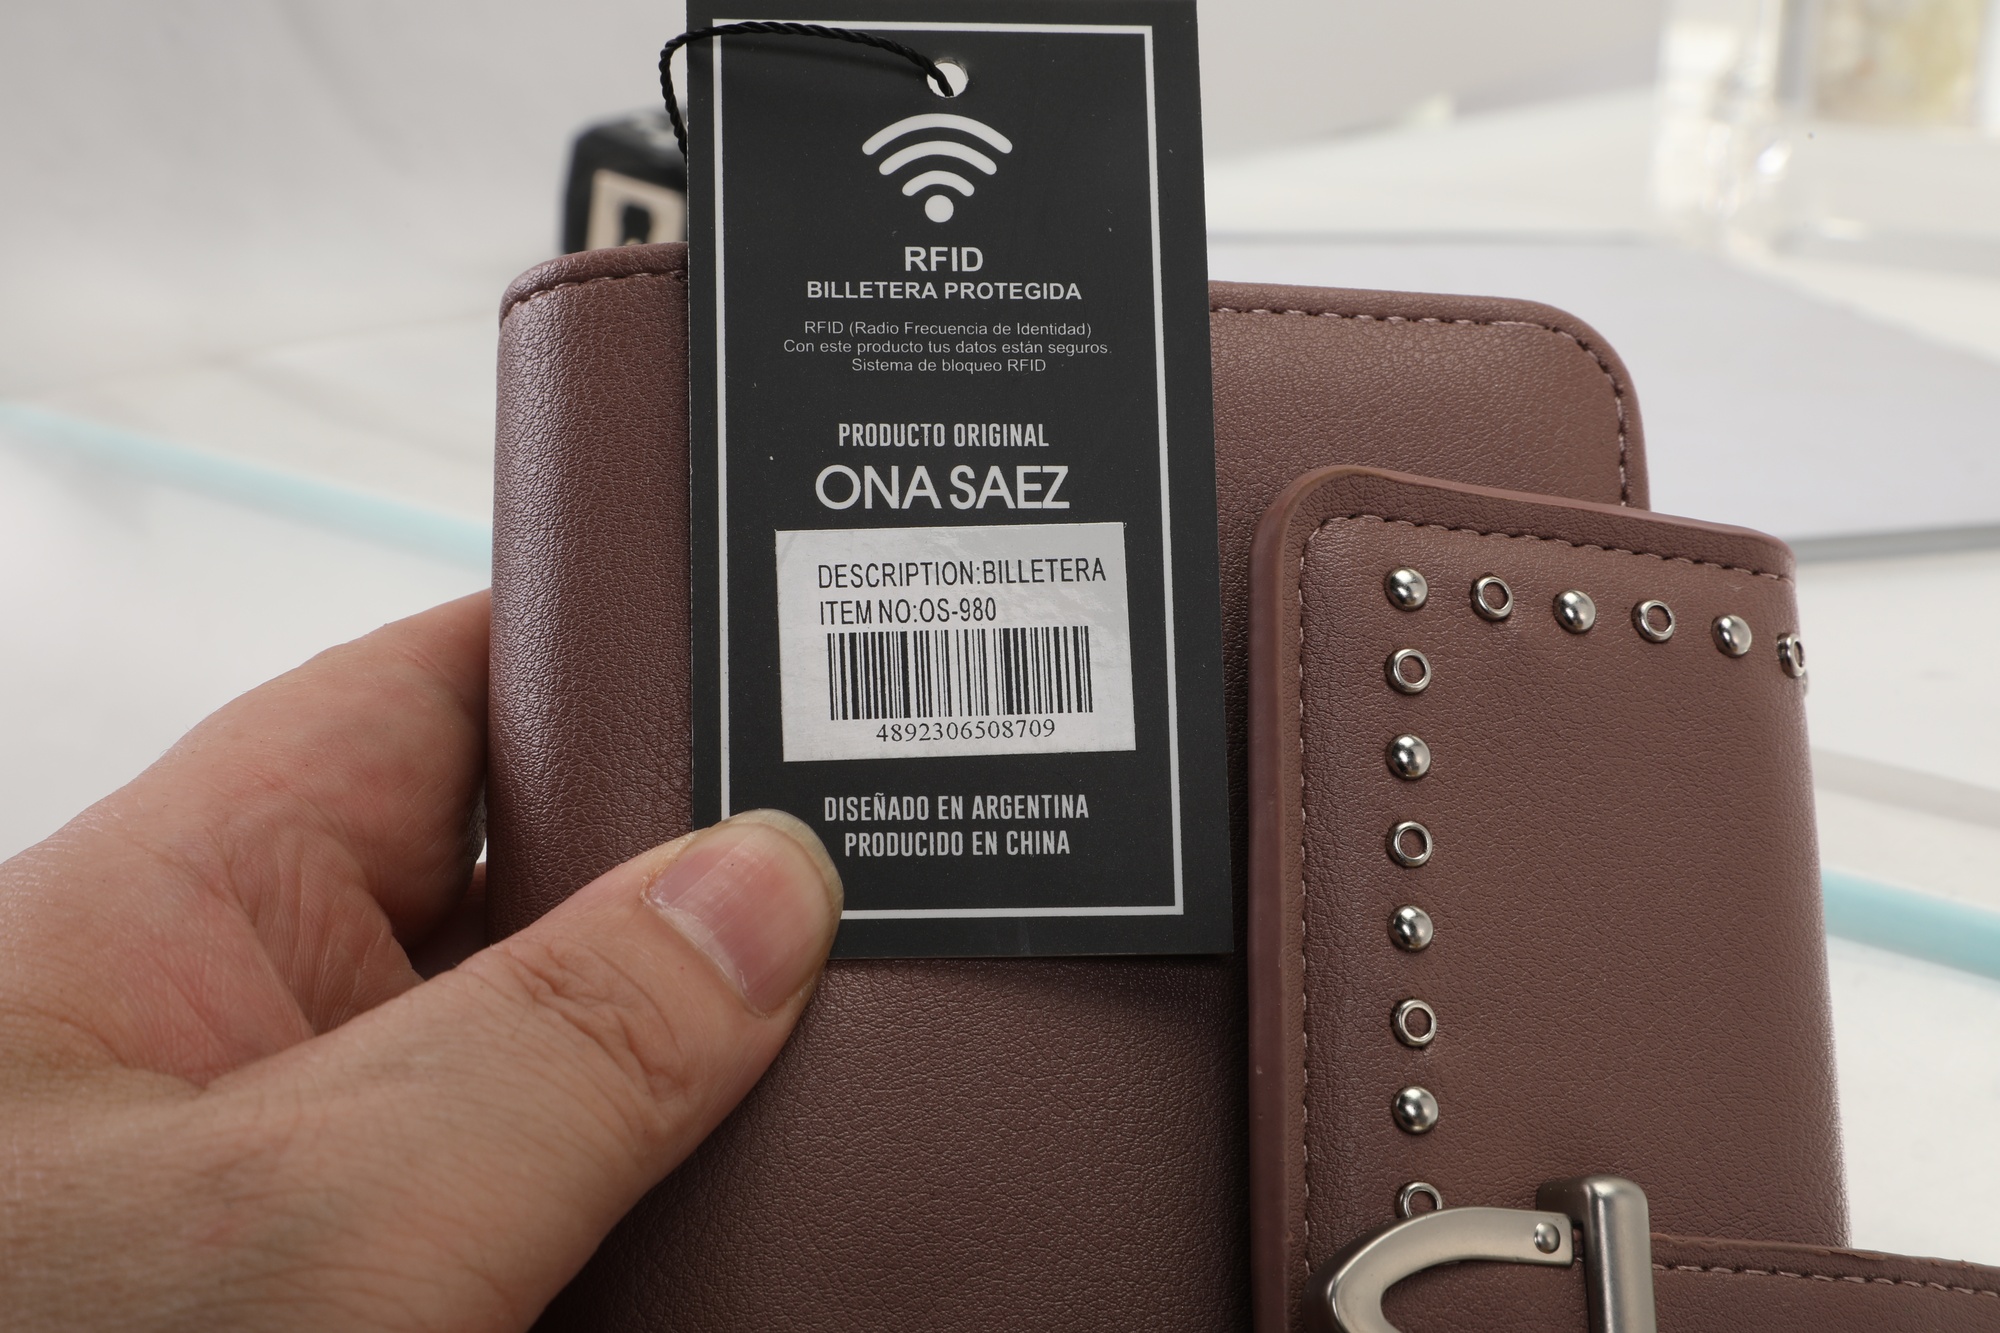 RFID
BILLETERA PROTEGIDA
RFID (Radio Frecuencia de Identidad)
Con este producto tus datos están seguros.
Sistema de bloqueo RFID
PRODUCTO ORIGINAL
ONA SAEZ
DESCRIPTION:BILLETERA
ITEM NO:OS-980
4892306508709
DISEÑADO EN ARGENTINA
PRODUCIDO EN CHINA